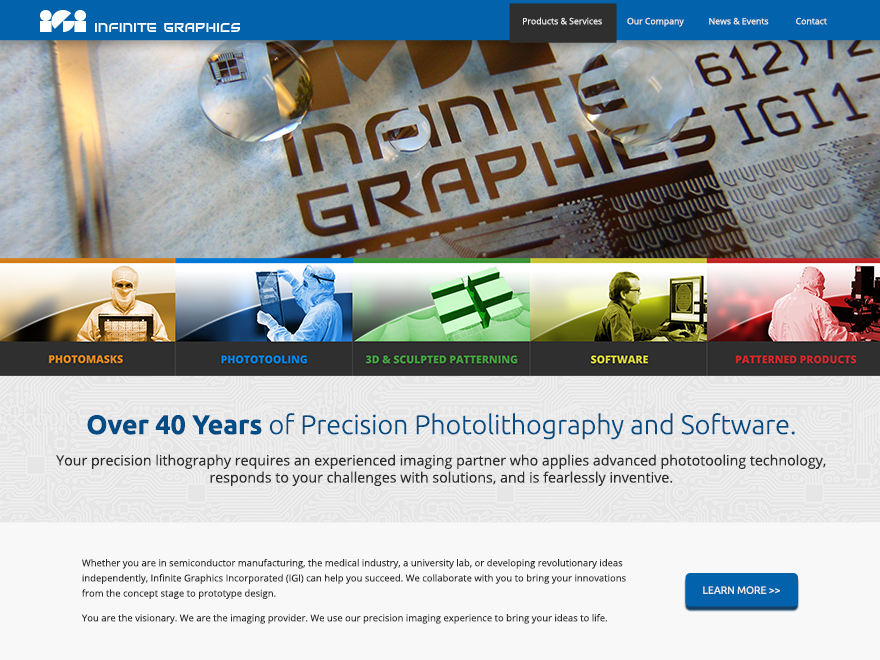 IGI INFINITE GRAPHICS
Products & Services Our Company News & Events Contact
612/72
INFINITE IGI1
GRAPHICS
PHOTOMASKS PHOTOTOOLING 3D & SCULPTED PATTERNING SOFTWARE PATTERNED PRODUCTS
Over 40 Years of Precision Photolithography and Software.
Your precision lithography requires an experienced imaging partner who applies advanced phototooling technology,
responds to your challenges with solutions, and is fearlessly inventive.
Whether you are in semiconductor manufacturing, the medical industry, a university lab, or developing revolutionary ideas
independently, Infinite Graphics Incorporated (IGI) can help you succeed. We collaborate with you to bring your innovations
from the concept stage to prototype design.
LEARN MORE >>
You are the visionary. We are the imaging provider. We use our precision imaging experience to bring your ideas to life.